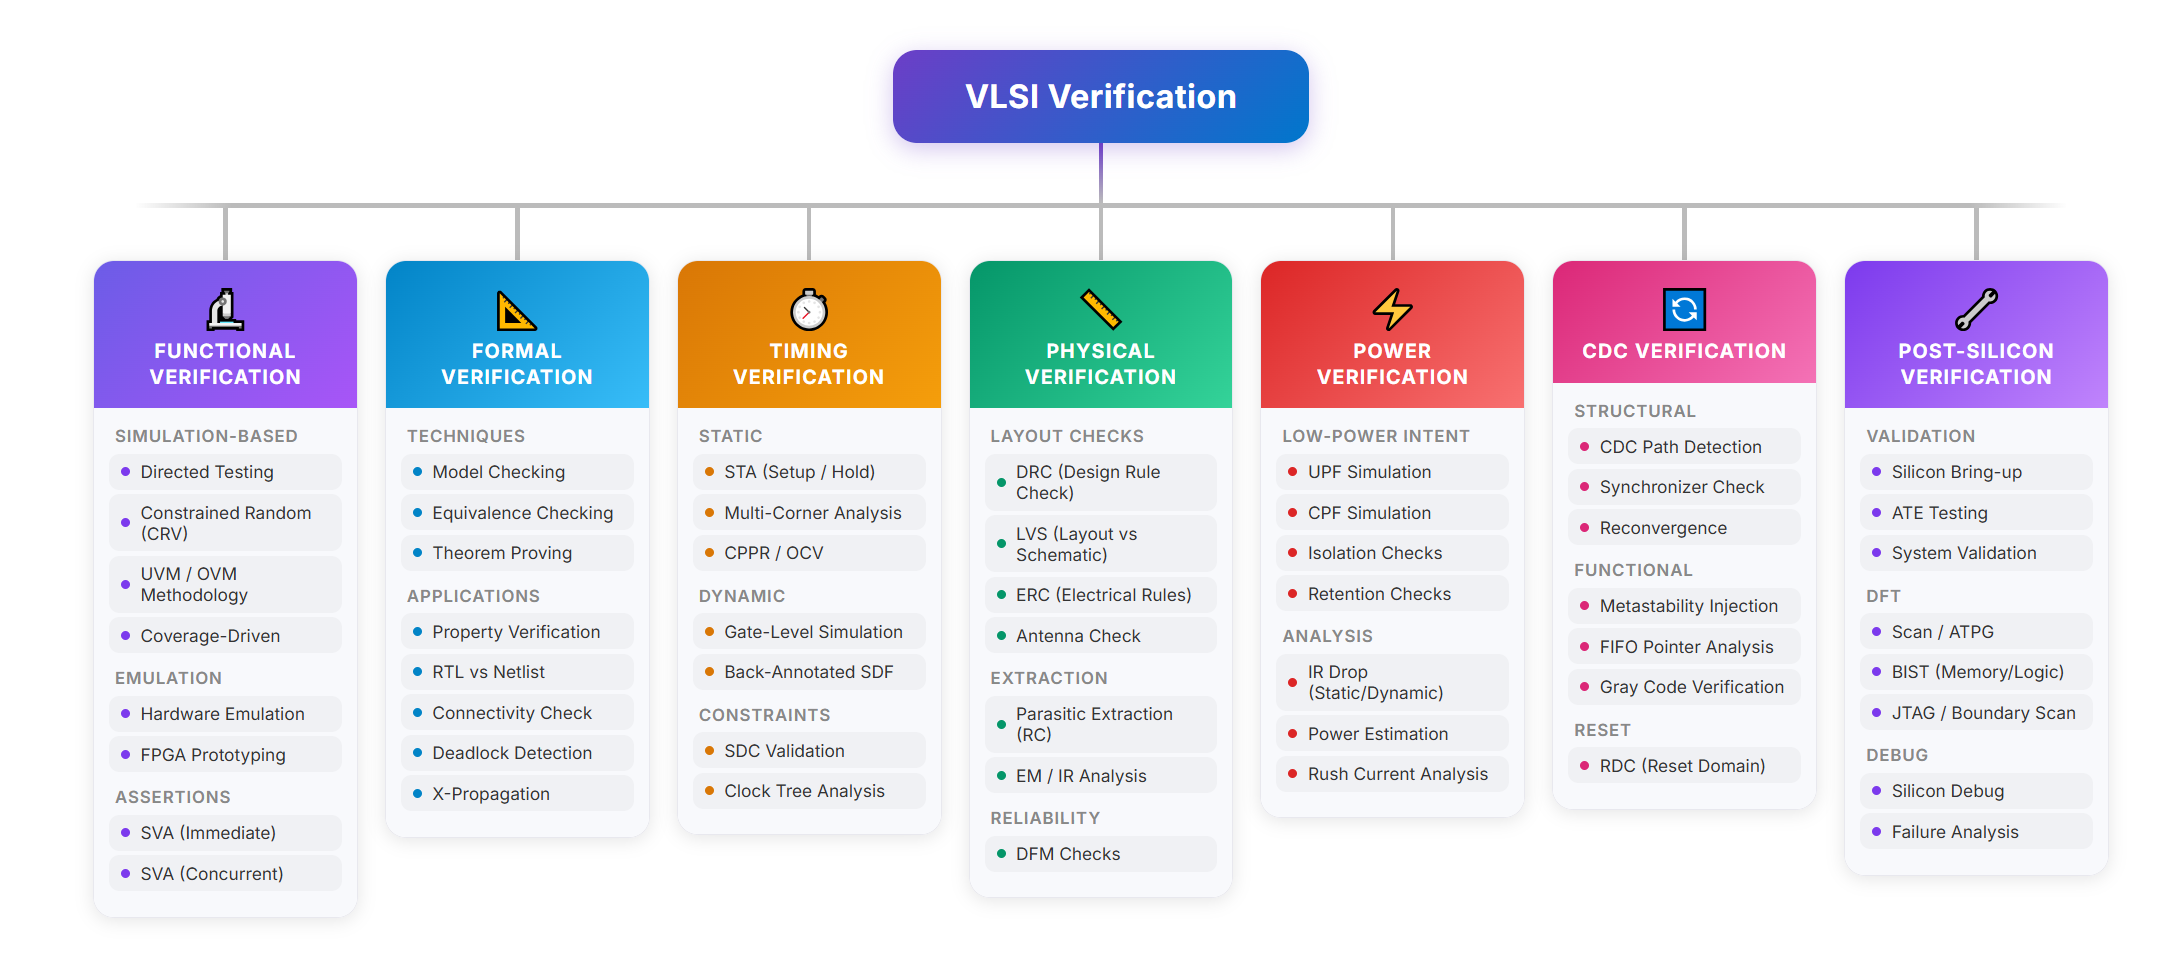 VLSI Verification
FUNCTIONAL
VERIFICATION
SIMULATION-BASED
Directed Testing
Constrained Random
(CRV)
UVM / OVM
Methodology
Coverage-Driven
EMULATION
Hardware Emulation
FPGA Prototyping
ASSERTIONS
SVA (Immediate)
SVA (Concurrent)
FORMAL
VERIFICATION
TECHNIQUES
Model Checking
Equivalence Checking
Theorem Proving
APPLICATIONS
Property Verification
RTL vs Netlist
Connectivity Check
Deadlock Detection
X-Propagation
TIMING
VERIFICATION
STATIC
STA (Setup / Hold)
Multi-Corner Analysis
CPPR / OCV
DYNAMIC
Gate-Level Simulation
Back-Annotated SDF
CONSTRAINTS
SDC Validation
Clock Tree Analysis
PHYSICAL
VERIFICATION
LAYOUT CHECKS
DRC (Design Rule
Check)
LVS (Layout vs
Schematic)
ERC (Electrical Rules)
Antenna Check
EXTRACTION
Parasitic Extraction
(RC)
EM / IR Analysis
RELIABILITY
DFM Checks
POWER
VERIFICATION
LOW-POWER INTENT
UPF Simulation
CPF Simulation
Isolation Checks
Retention Checks
ANALYSIS
IR Drop
(Static/Dynamic)
Power Estimation
Rush Current Analysis
CDC VERIFICATION
STRUCTURAL
CDC Path Detection
Synchronizer Check
Reconvergence
FUNCTIONAL
Metastability Injection
FIFO Pointer Analysis
Gray Code Verification
RESET
RDC (Reset Domain)
POST-SILICON
VERIFICATION
VALIDATION
Silicon Bring-up
ATE Testing
System Validation
DFT
Scan / ATPG
BIST (Memory/Logic)
JTAG / Boundary Scan
DEBUG
Silicon Debug
Failure Analysis